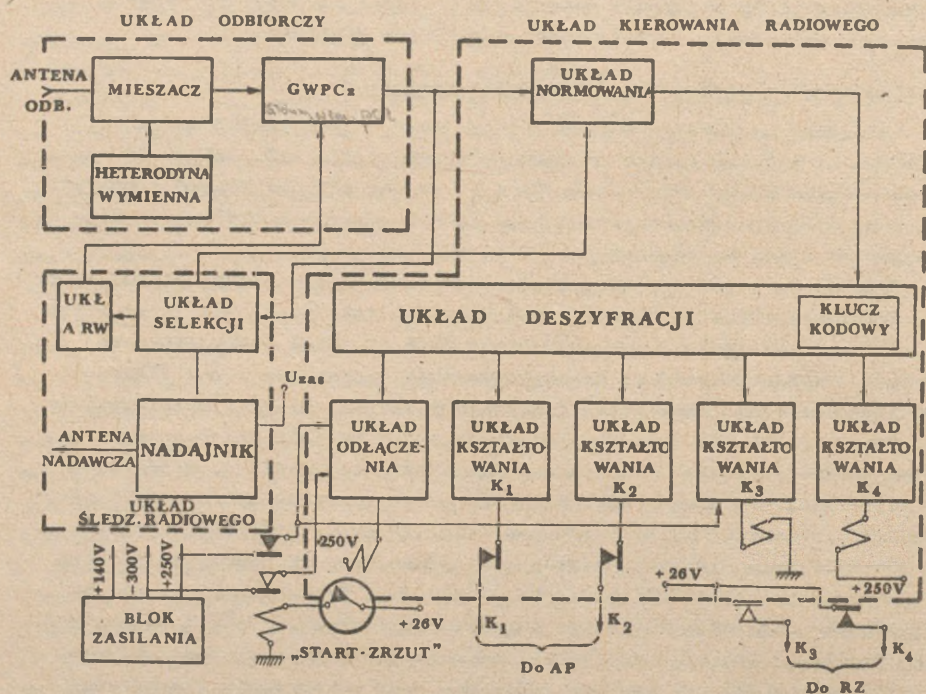 UKŁAD ODBIORCZY
UKŁAD KIEROWANIA RADIOWEGO
ANTENA
ODB.
MIESZACZ
GWPCz
UKŁAD
NORMOWANIA
HETERODYNA
WYMIENNA
UKŁ
ARW
UKŁAD
SELEKCJI
UKŁAD DESZYFRACJI
KLUCZ
KODOWY
Uzas
ANTENA
NADAWCZA
NADAJNIK
UKŁAD
ODŁĄCZE-
NIA
UKŁAD
KSZTAŁTO-
WANIA
K1
UKŁAD
KSZTAŁTO-
WANIA
K2
UKŁAD
KSZTAŁTO
WANIA
K3
UKŁAD
KSZTAŁTO
WANIA
K4
UKŁAD
ŚLEDZ. RADIOWEGO
+140V
-300V
+250V
-250V
+26V
+250V
BLOK
ZASILANIA
+26V
„START-ZRZUT"
K1
K2
Do AP
K3
K4
Do RZ